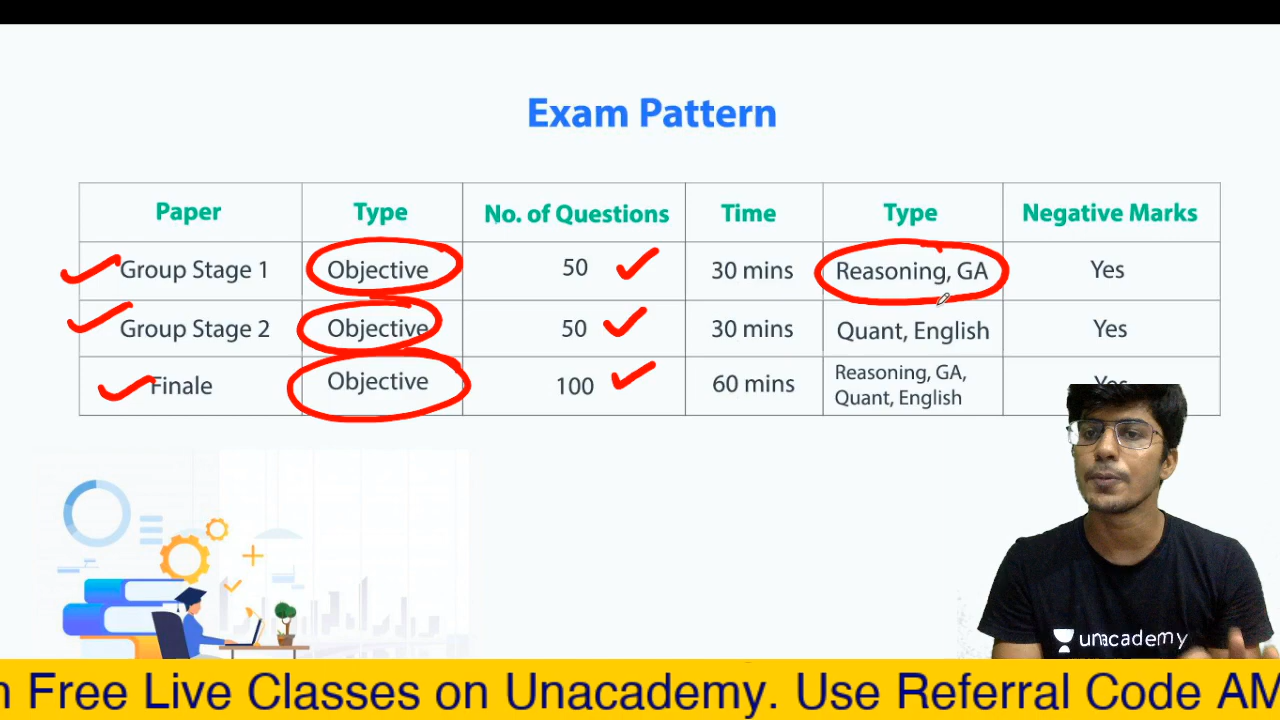 Exam Pattern
Paper Type No. of Questions Time Type Negative Marks
Group Stage 1 Objective 50 30 mins Reasoning, GA Yes
Group Stage 2 Objective 50 30 mins Quant, English Yes
Finale Objective 100 60 mins Reasoning, GA, Yes
Quant, English
unacademy
Free Live Classes on Unacademy. Use Referral Code AM